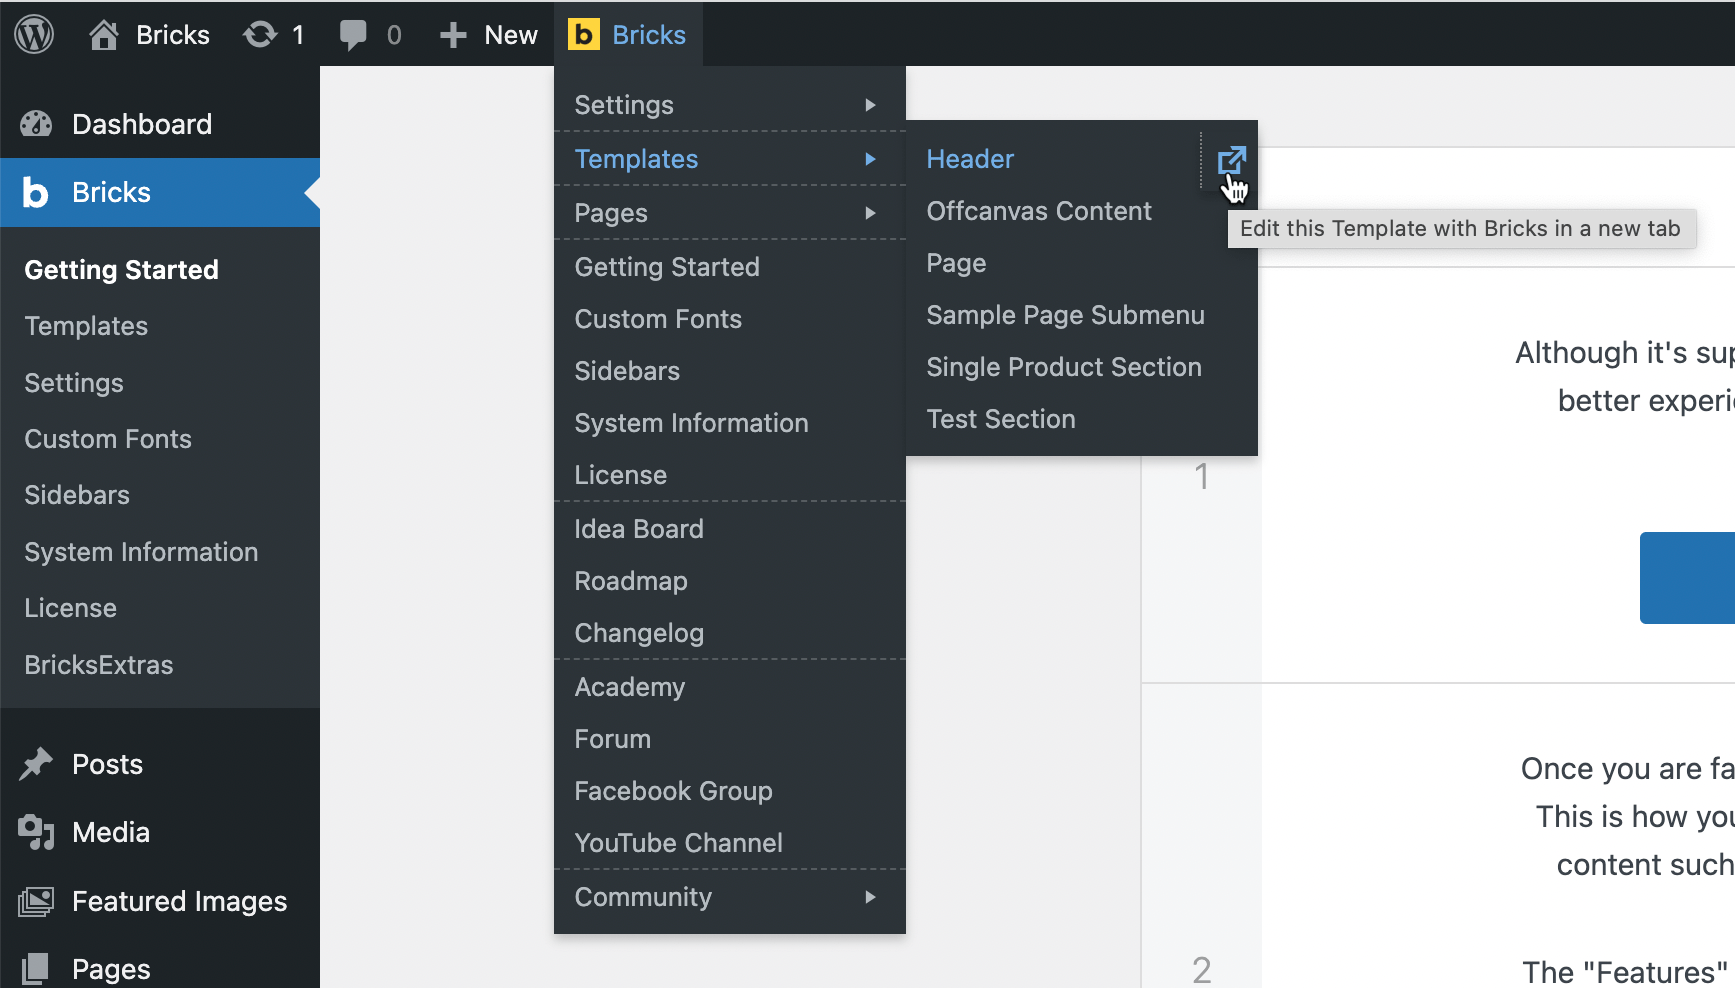 Bricks 1 0 New b Bricks
Dashboard
b Bricks
Getting Started
Templates
Settings
Custom Fonts
Sidebars
System Information
License
BricksExtras
Posts
Media
Featured Images
Pages
Settings
Templates
Pages
Getting Started
Custom Fonts
Sidebars
System Information
License
Idea Board
Roadmap
Changelog
Academy
Forum
Facebook Group
YouTube Channel
Community
Header
Offcanvas Content
Page
Sample Page Submenu
Single Product Section
Test Section
Edit this Template with Bricks in a new tab
Although it's
better
1
Once you are
This is how
content such
2
The "Features"